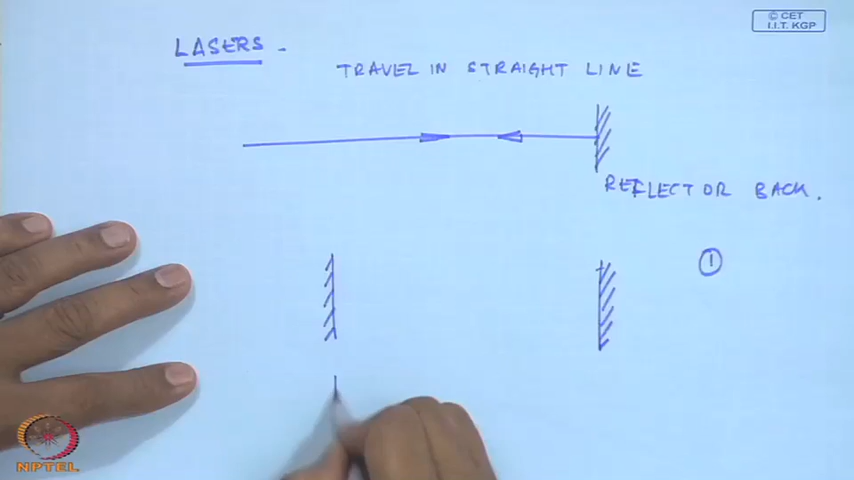 © CET
I.I.T. KGP
LASERS -
TRAVEL IN STRAIGHT LINE
REFLECTOR BACK.
1
NPTEL